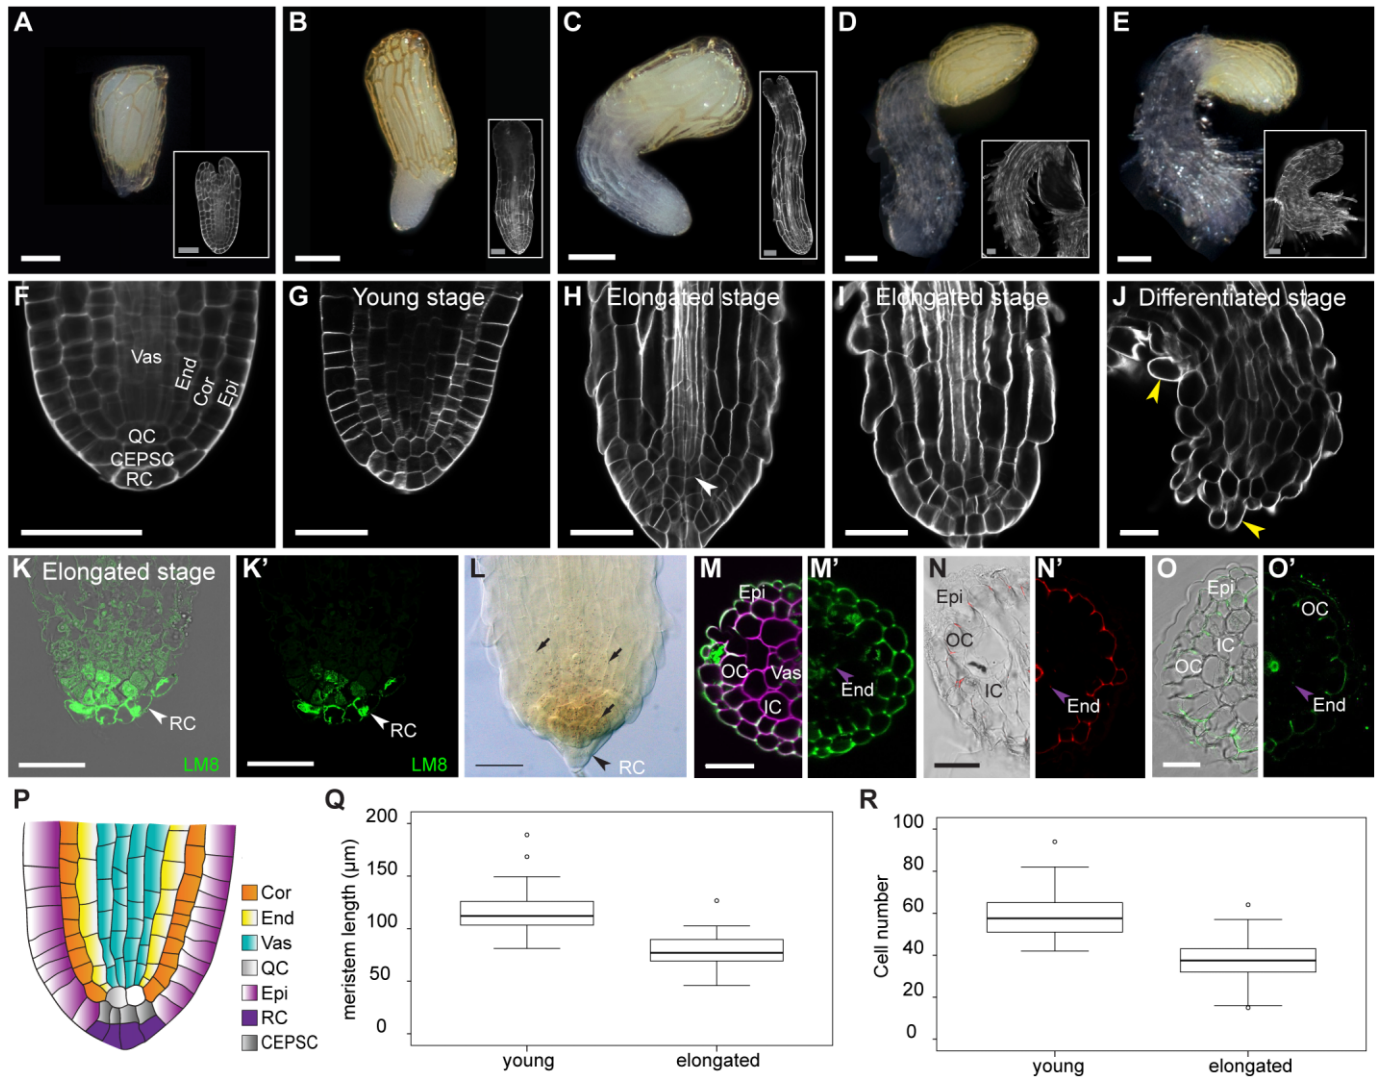 A
B
C
D
E
F
Vas
End
Cor
Epi
QC
CEPSC
RC
G
Young stage
H
Elongated stage
I
Elongated stage
J
Differentiated stage
K
Elongated stage
RC
LM8
K’
RC
LM8
L
RC
M
Epi
OC
Vas
IC
M’
End
N
Epi
OC
IC
N’
End
O
Epi
IC
OC
O’
OC
End
P
Cor
End
Vas
QC
Epi
RC
CEPSC
Q
meristem length (µm)
200
150
100
50
0
young
elongated
R
Cell number
100
80
60
40
20
0
young
elongated